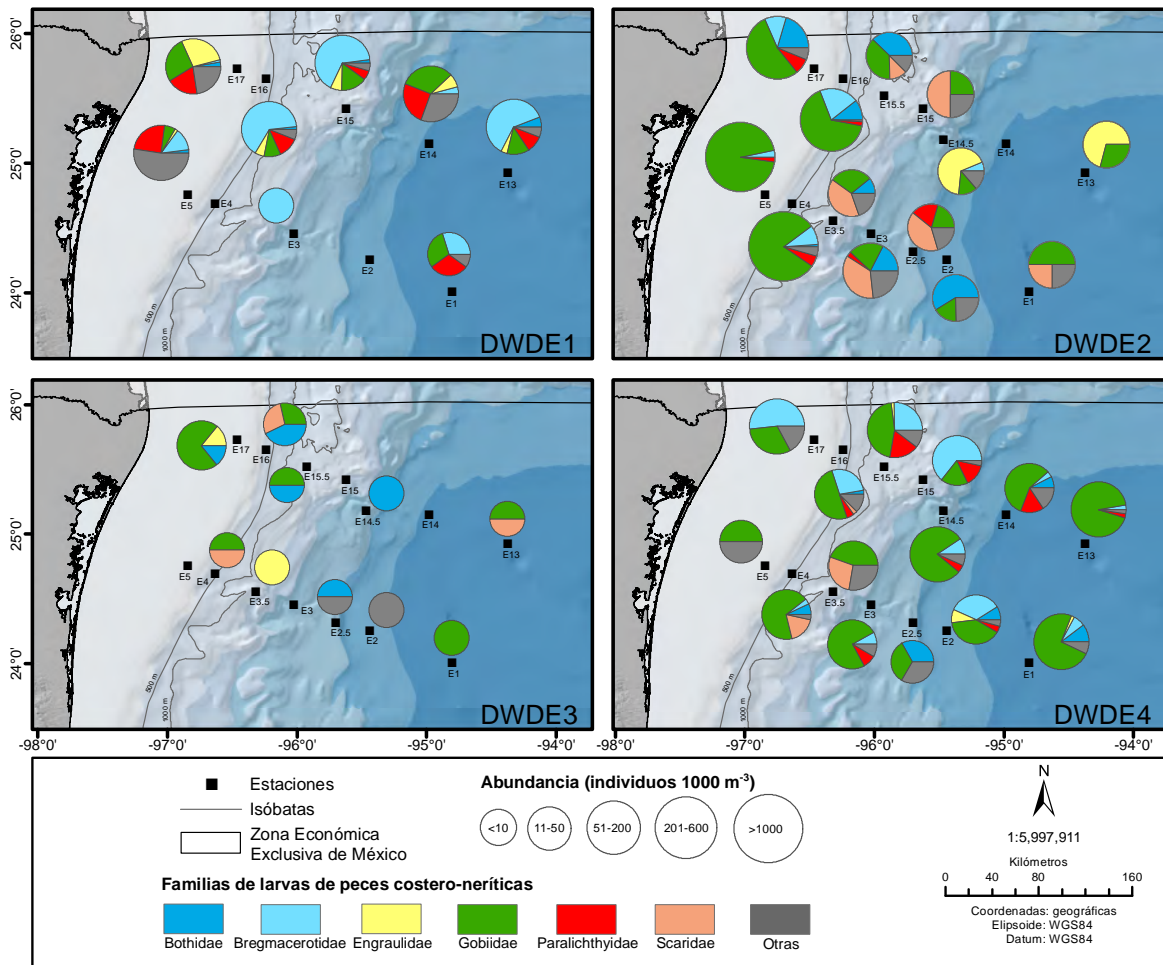 26°0'
25°0'
24°0'
E17
E16
E15
E14
E13
E5
E4
E3
E2
E1
500 m
1000 m
DWDE1
E17
E16
E15.5
E15
E14.5
E14
E13
E5
E4
E3.5
E3
E2.5
E2
E1
500 m
1000 m
DWDE2
26°0'
25°0'
24°0'
E17
E16
E15.5
E15
E14.5
E14
E13
E5
E4
E3.5
E3
E2.5
E2
E1
500 m
1000 m
DWDE3
E17
E16
E15.5
E15
E14.5
E14
E13
E5
E4
E3.5
E3
E2.5
E2
E1
500 m
1000 m
DWDE4
-98°0' -97°0' -96°0' -95°0' -94°0'
-98°0' -97°0' -96°0' -95°0' -94°0'
Estaciones
Isóbatas
Zona Económica
Exclusiva de México
Abundancia (individuos 1000 m-3)
<10 11-50 51-200 201-600 >1000
N
1:5,997,911
Kilómetros
0 40 80 160
Coordenadas: geográficas
Elipsoide: WGS84
Datum: WGS84
Familias de larvas de peces costero-neríticas
Bothidae Bregmacerotidae Engraulidae Gobiidae Paralichthyidae Scaridae Otras